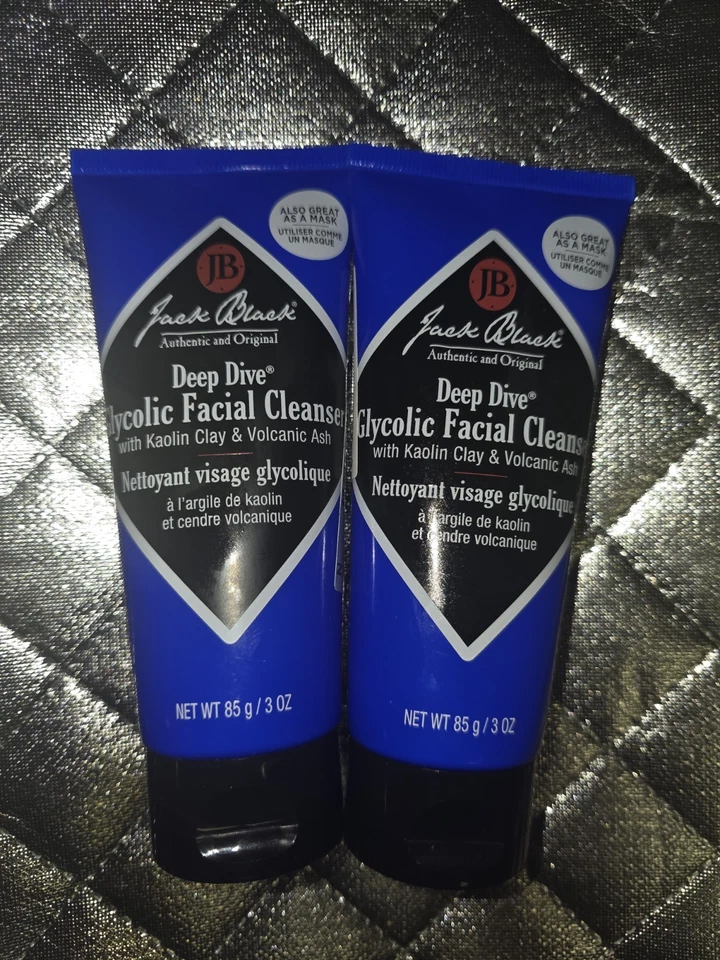 ALSO GREAT
AS A MASK
UTILISER COMME
UN MASQUE
JB
Jack Black®
Authentic and Original
Deep Dive®
Glycolic Facial Cleanser
with Kaolin Clay & Volcanic Ash
Nettoyant visage glycolique
à l'argile de kaolin
et cendre volcanique
NET WT 85 g / 3 OZ
ALSO GREAT
AS A MASK
UTILISER COMME
UN MASQUE
JB
Jack Black®
Authentic and Original
Deep Dive®
Glycolic Facial Cleanse
with Kaolin Clay & Volcanic Ash
Nettoyant visage glycolique
à l'argile de kaolin
et cendre volcanique
NET WT 85 g / 3 OZ